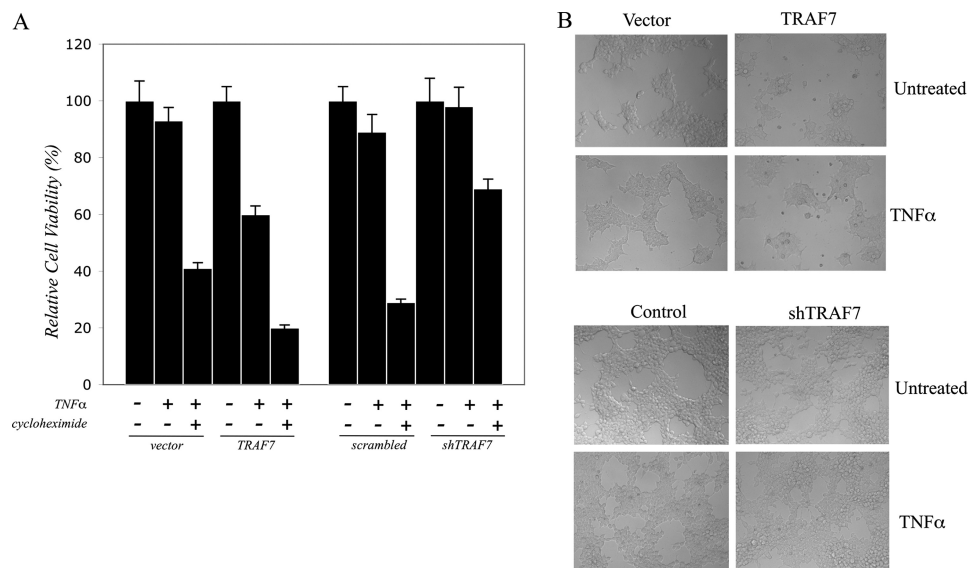 A
120
100
80
60
40
20
0
Relative Cell Viability (%)
TNFα - + + - + + - + + - + +
cycloheximide - - + - - + - - + - - +
vector TRAF7 scrambled shTRAF7
B
Vector TRAF7
Untreated
TNFα
Control shTRAF7
Untreated
TNFα